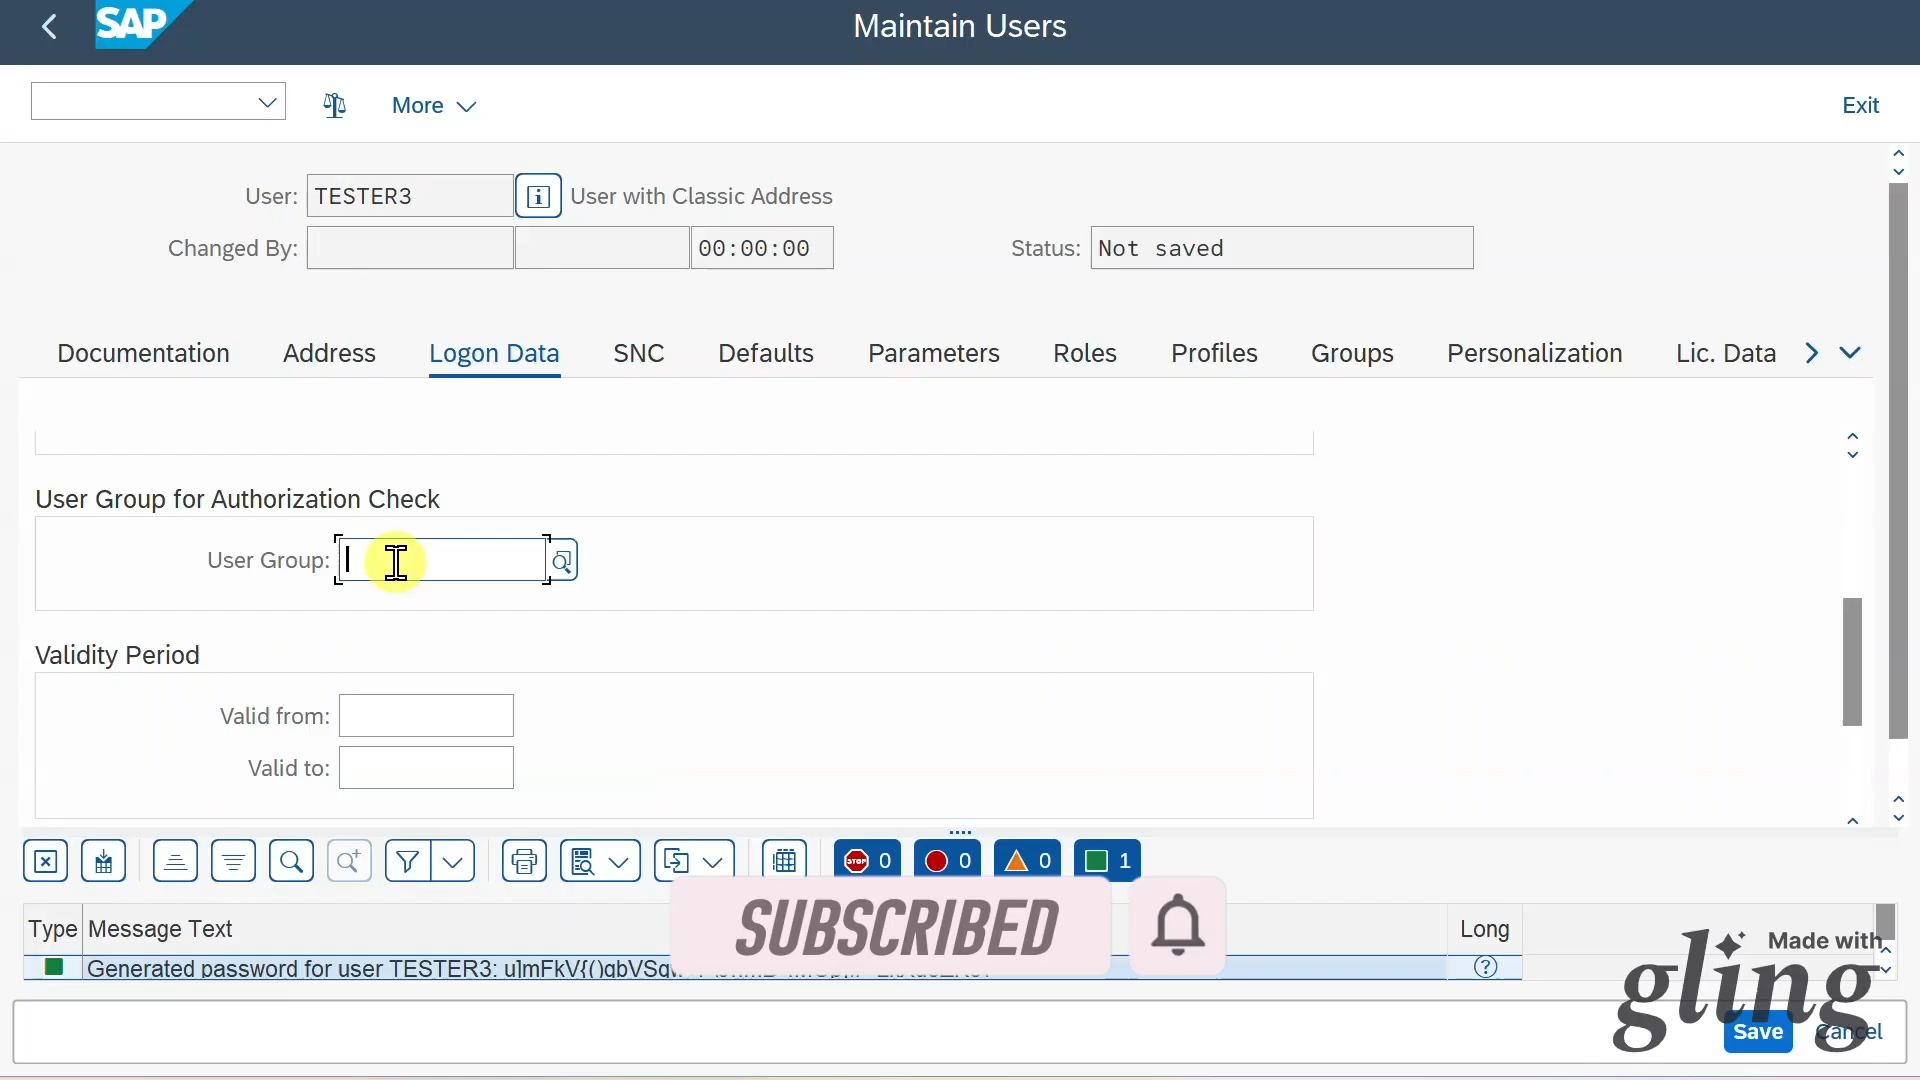 SAP
Maintain Users
More
Exit
User: TESTER3 User with Classic Address
Changed By: 00:00:00 Status: Not saved
Documentation Address Logon Data SNC Defaults Parameters Roles Profiles Groups Personalization Lic. Data
User Group for Authorization Check
User Group:
Validity Period
Valid from:
Valid to:
STOP 0 0 0 1
Type Message Text Long
Generated password for user TESTER3:
SUBSCRIBED
Made with
gling
Save Cancel